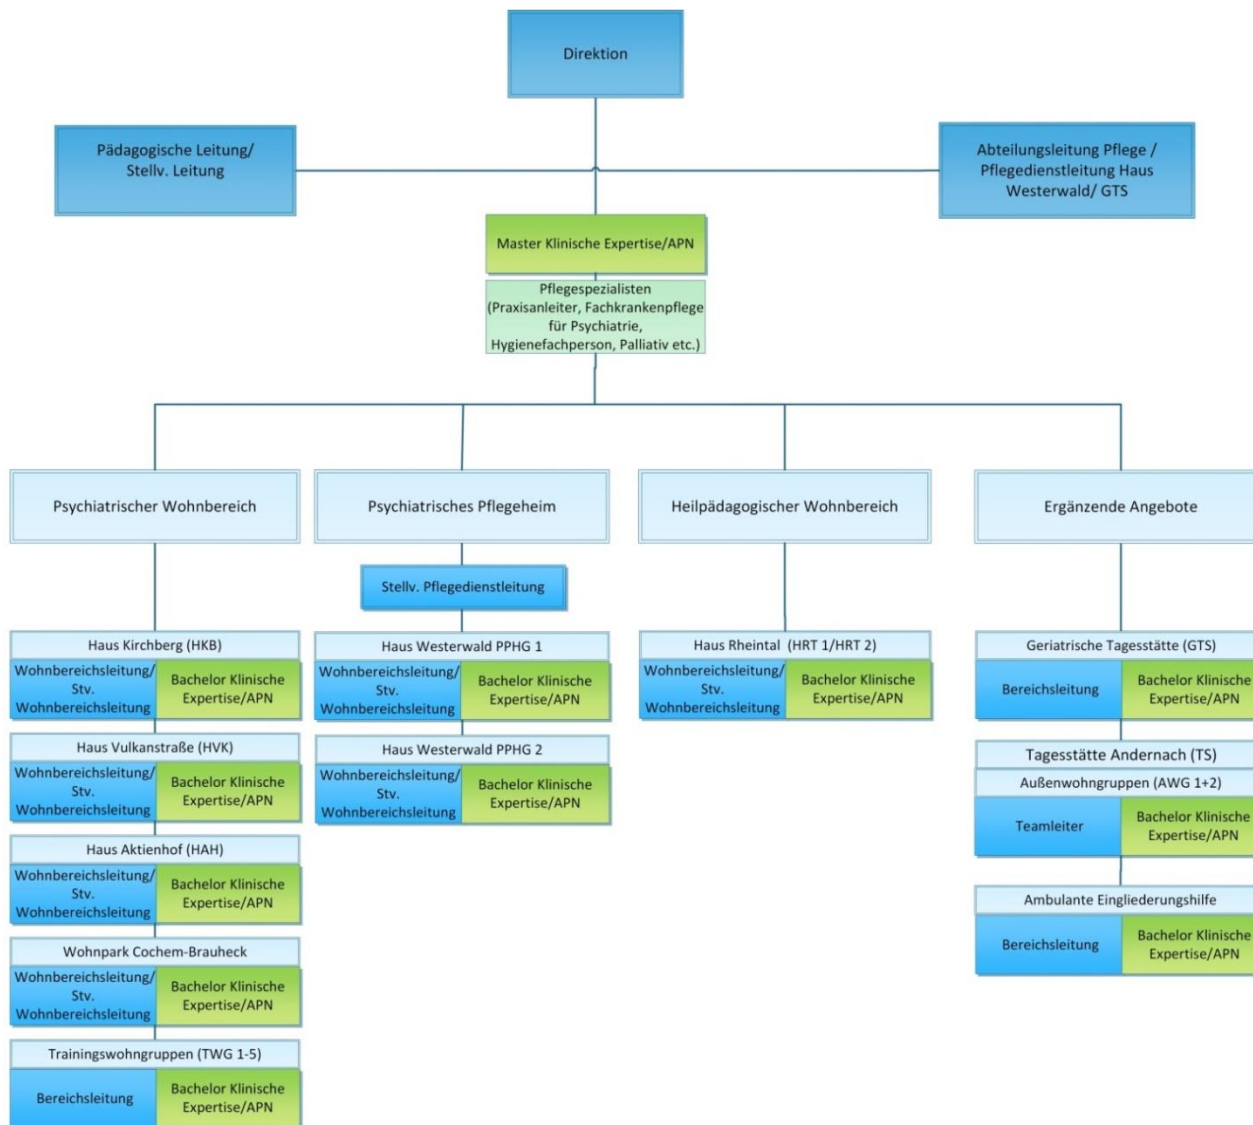 Direktion
Pädagogische Leitung/
Stellv. Leitung
Abteilungsleitung Pflege /
Pflegedienstleitung Haus
Westerwald/ GTS
Master Klinische Expertise/APN
Pflegespezialisten
(Praxisanleiter, Fachkrankenpflege
für Psychiatrie,
Hygienefachperson, Palliativ etc.)
Psychiatrischer Wohnbereich
Haus Kirchberg (HKB)
Wohnbereichsleitung/
Stv.
Wohnbereichsleitung
Bachelor Klinische
Expertise/APN
Haus Vulkanstraße (HVK)
Wohnbereichsleitung/
Stv.
Wohnbereichsleitung
Bachelor Klinische
Expertise/APN
Haus Aktienhof (HAH)
Wohnbereichsleitung/
Stv.
Wohnbereichsleitung
Bachelor Klinische
Expertise/APN
Wohnpark Cochem-Brauheck
Wohnbereichsleitung/
Stv.
Wohnbereichsleitung
Bachelor Klinische
Expertise/APN
Trainingswohngruppen (TWG 1-5)
Bereichsleitung
Bachelor Klinische
Expertise/APN
Psychiatrisches Pflegeheim
Stellv. Pflegedienstleitung
Haus Westerwald PPHG 1
Wohnbereichsleitung/
Stv.
Wohnbereichsleitung
Bachelor Klinische
Expertise/APN
Haus Westerwald PPHG 2
Wohnbereichsleitung/
Stv.
Wohnbereichsleitung
Bachelor Klinische
Expertise/APN
Heilpädagogischer Wohnbereich
Haus Rheintal (HRT 1/HRT 2)
Wohnbereichsleitung/
Stv.
Wohnbereichsleitung
Bachelor Klinische
Expertise/APN
Ergänzende Angebote
Geriatrische Tagesstätte (GTS)
Bereichsleitung
Bachelor Klinische
Expertise/APN
Tagesstätte Andernach (TS)
Außenwohngruppen (AWG 1+2)
Teamleiter
Bachelor Klinische
Expertise/APN
Ambulante Eingliederungshilfe
Bereichsleitung
Bachelor Klinische
Expertise/APN